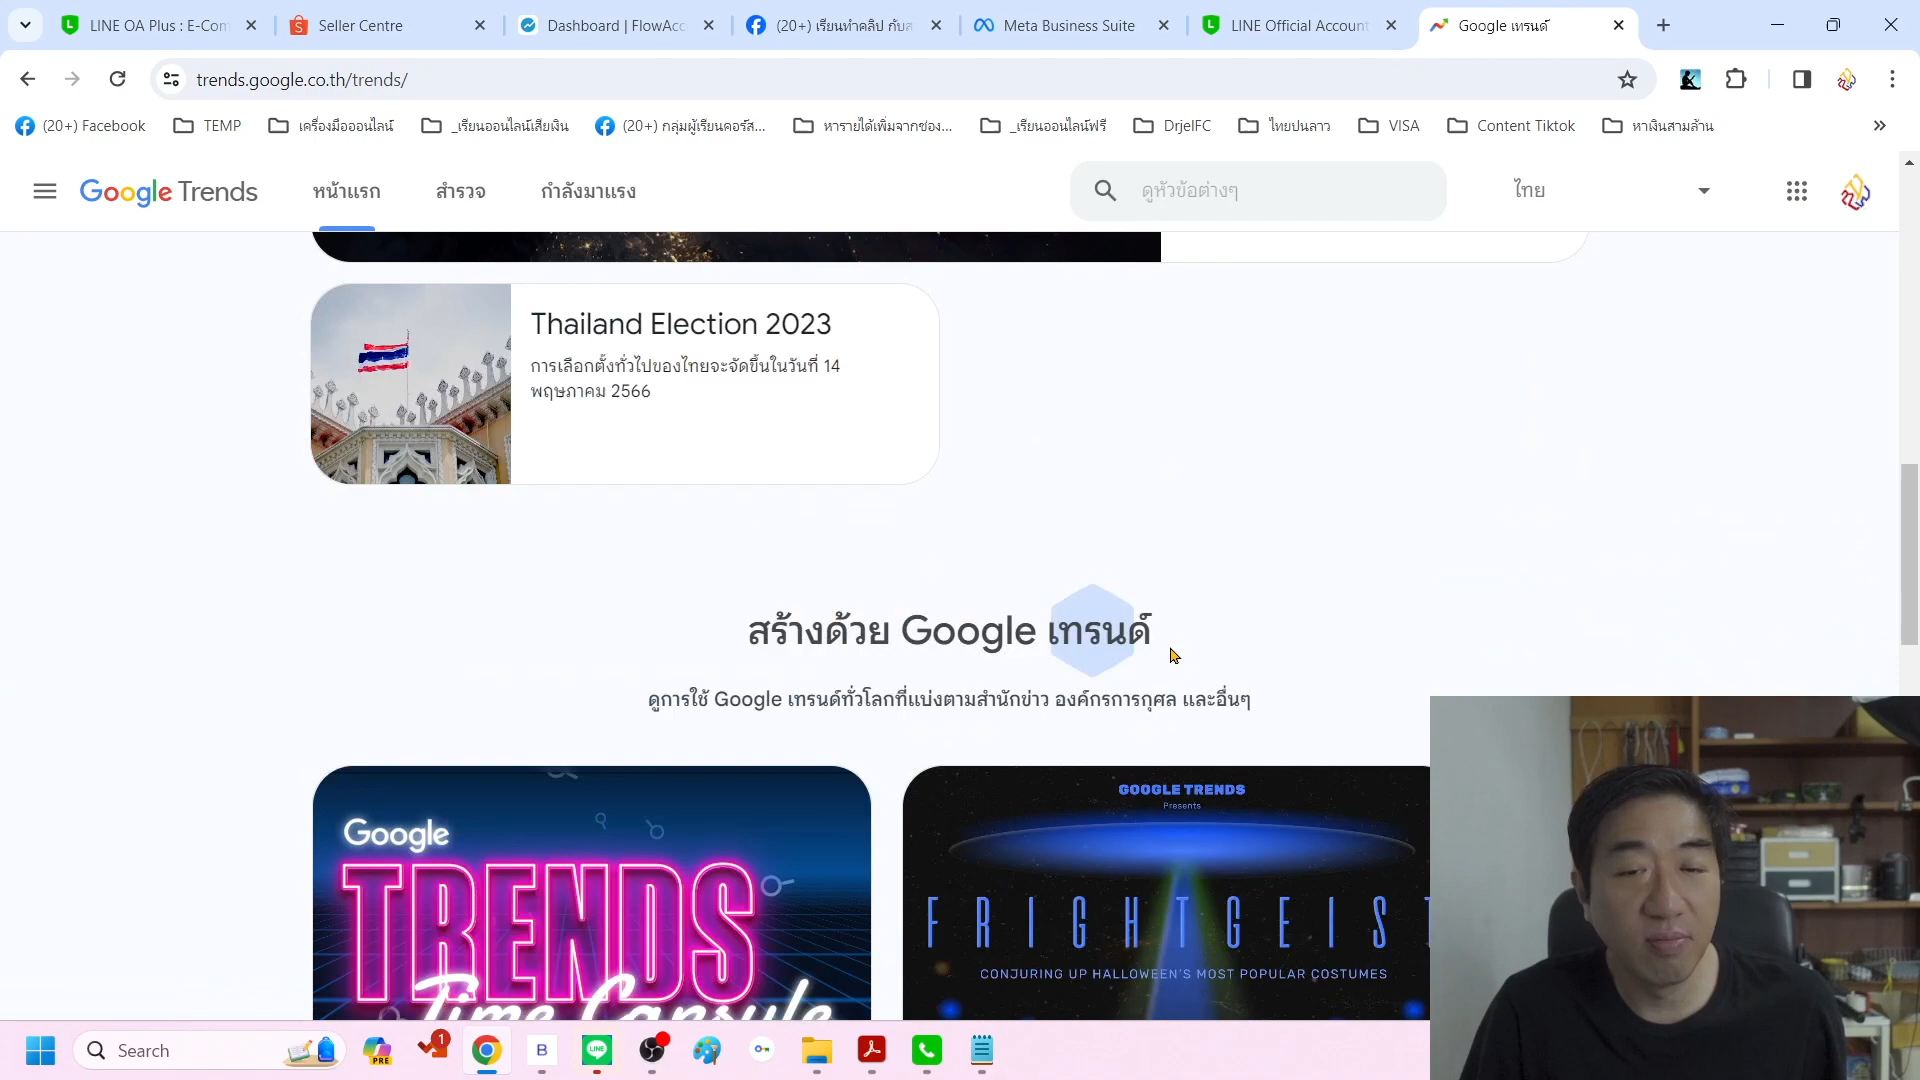 LINE OA Plus : E-Com
Seller Centre
Dashboard | FlowAcc
(20+) เรียนทำคลิป กับส
Meta Business Suite
LINE Official Account
Google เทรนด์
trends.google.co.th/trends/
(20+) Facebook
TEMP
เครื่องมือออนไลน์
_เรียนออนไลน์เสียเงิน
(20+) กลุ่มผู้เรียนคอร์ส...
หารายได้เพิ่มจากช่อง...
_เรียนออนไลน์ฟรี
DrjelFC
ไทยปนลาว
VISA
Content Tiktok
หาเงินสามล้าน
Google Trends
หน้าแรก
สำรวจ
กำลังมาแรง
ดูหัวข้อต่างๆ
ไทย
Thailand Election 2023
การเลือกตั้งทั่วไปของไทยจะจัดขึ้นในวันที่ 14
พฤษภาคม 2566
สร้างด้วย Google เทรนด์
ดูการใช้ Google เทรนด์ทั่วโลกที่แบ่งตามสำนักข่าว องค์กรการกุศล และอื่นๆ
Google
TRENDS
Time Capsule
GOOGLE TRENDS
Presents
FRIGHTGEIST
CONJURING UP HALLOWEEN'S MOST POPULAR COSTUMES
Search
PRE
1
B
LINE